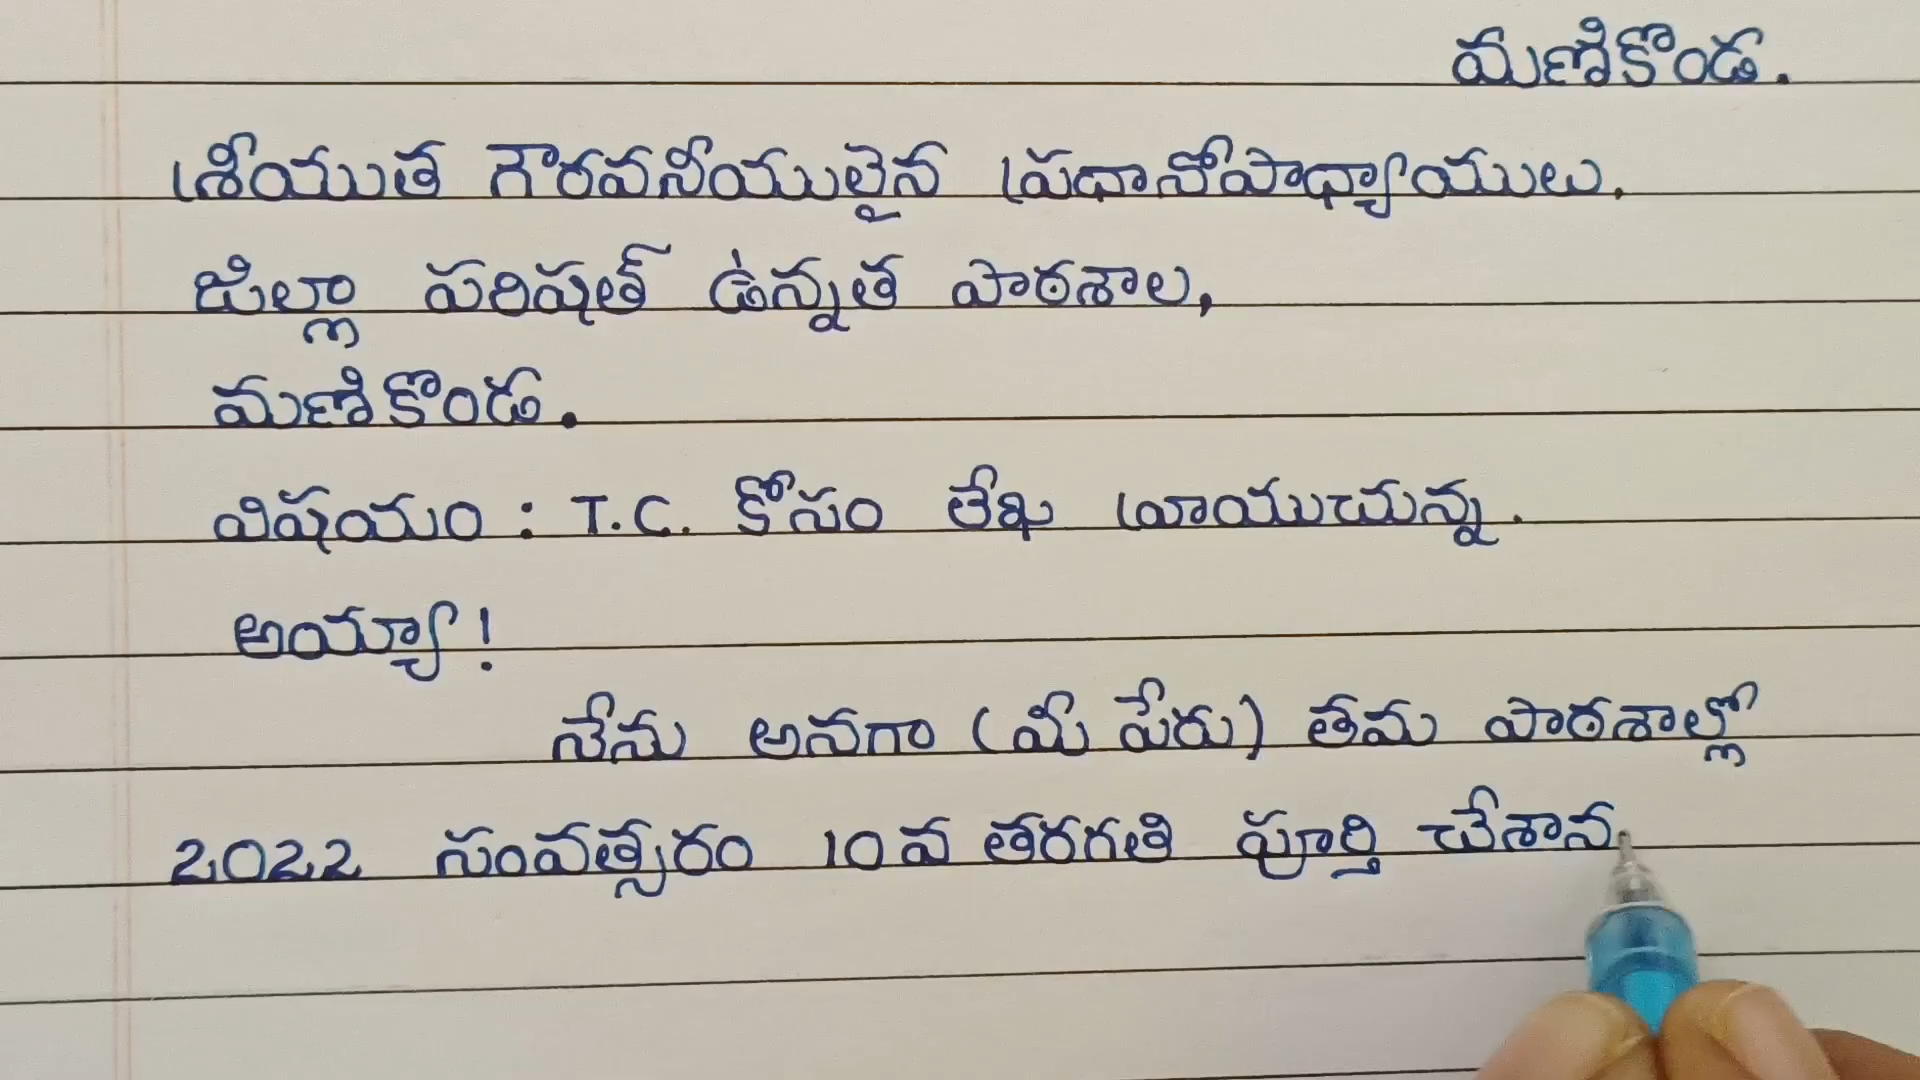 మణికొండ.
శ్రీయుత గౌరవనీయులైన ప్రధానోపాధ్యాయులు.
జిల్లా పరిషత్ ఉన్నత పాఠశాల,
మణికొండ.
విషయం : T.C. కోసం లేఖ వ్రాయుచున్న.
అయ్యా!
నేను అనగా (మీ పేరు) తమ పాఠశాల్లో
2022 సంవత్సరం 10వ తరగతి పూర్తి చేశాన